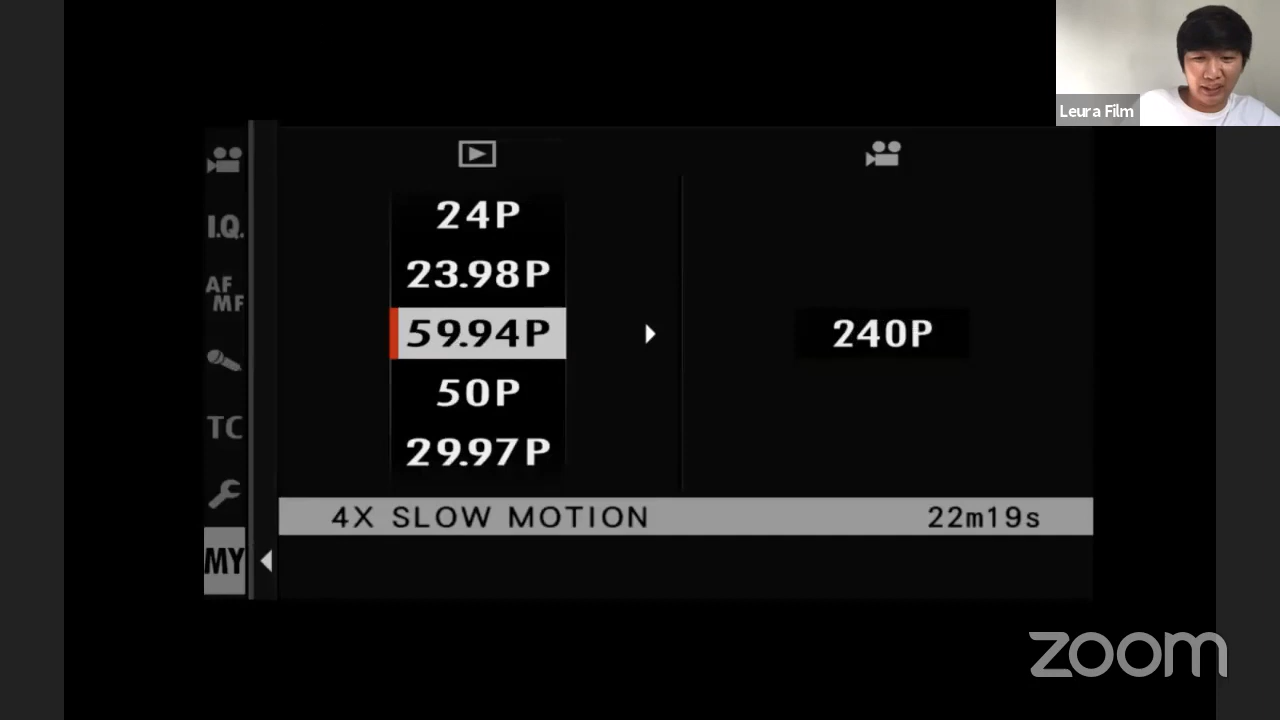 Leura Film
I.Q.
AF
MF
TC
MY
24P
23.98P
59.94P
50P
29.97P
240P
4X SLOW MOTION 22m19s
zoom